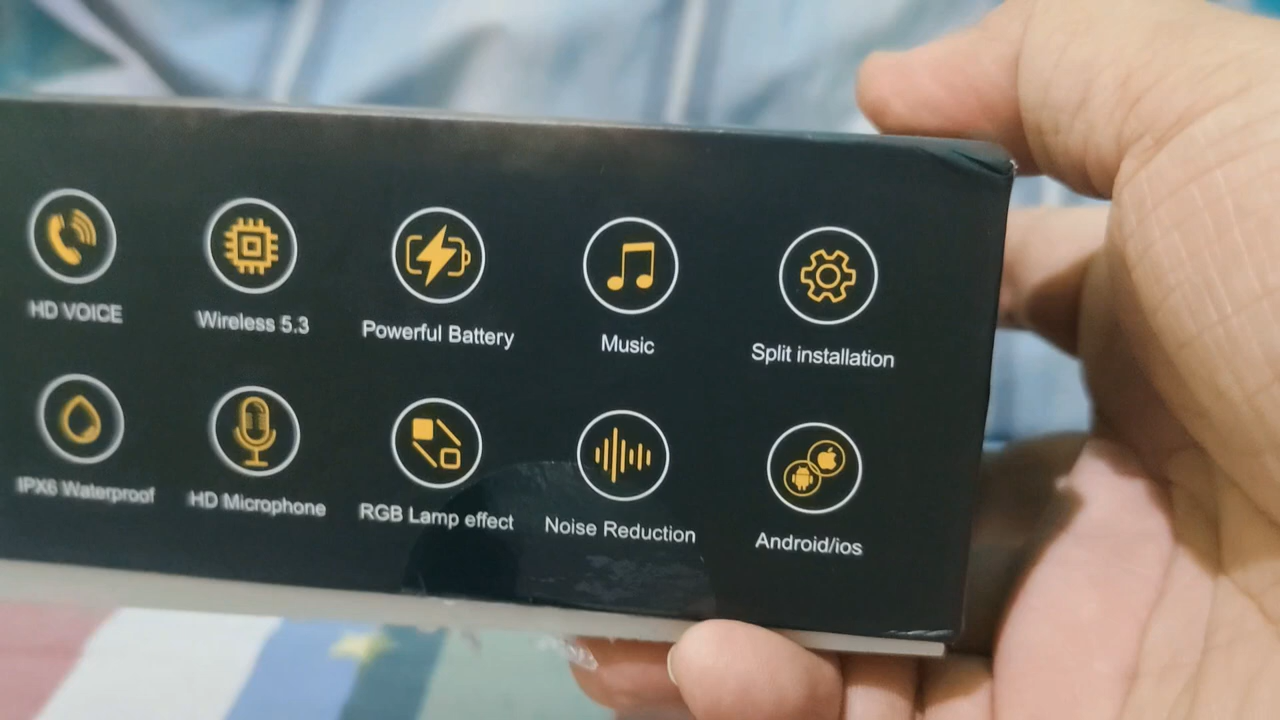 HD VOICE
Wireless 5.3
Powerful Battery
Music
Split installation
IPX6 Waterproof
HD Microphone
RGB Lamp effect
Noise Reduction
Android/ios